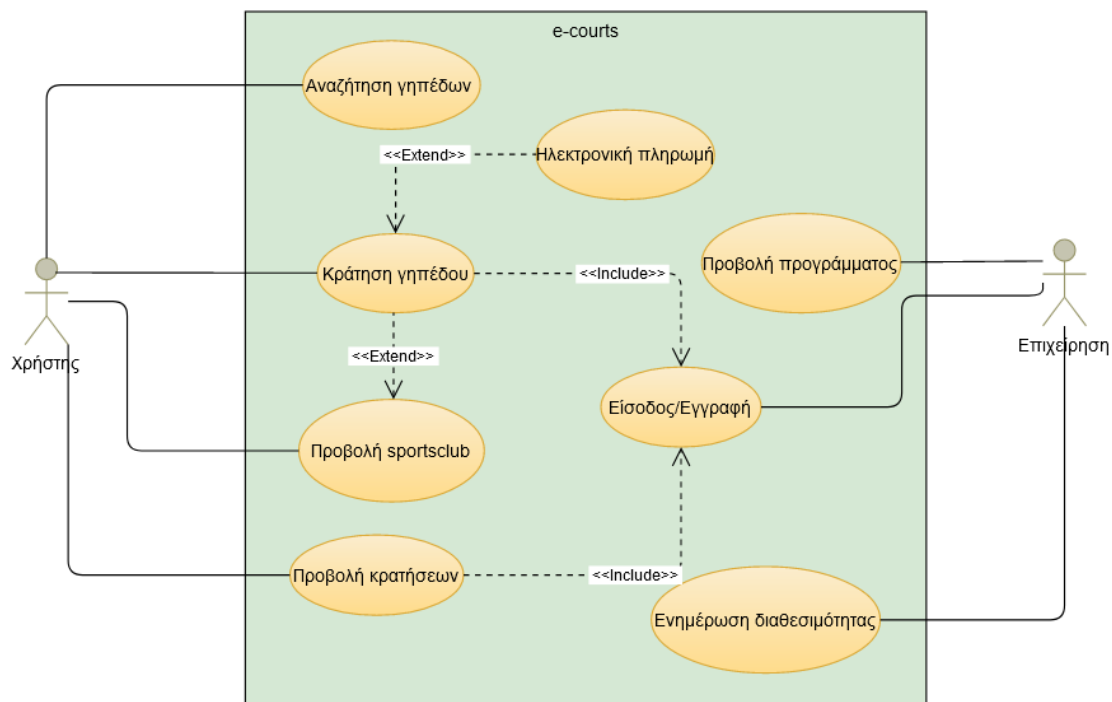 e-courts
Αναζήτηση γηπέδων
<<Extend>>
Ηλεκτρονική πληρωμή
Κράτηση γηπέδου
<<Include>>
Προβολή προγράμματος
Χρήστης
<<Extend>>
Επιχείρηση
Είσοδος/Εγγραφή
Προβολή sportsclub
Προβολή κρατήσεων
<<Include>>
Ενημέρωση διαθεσιμότητας